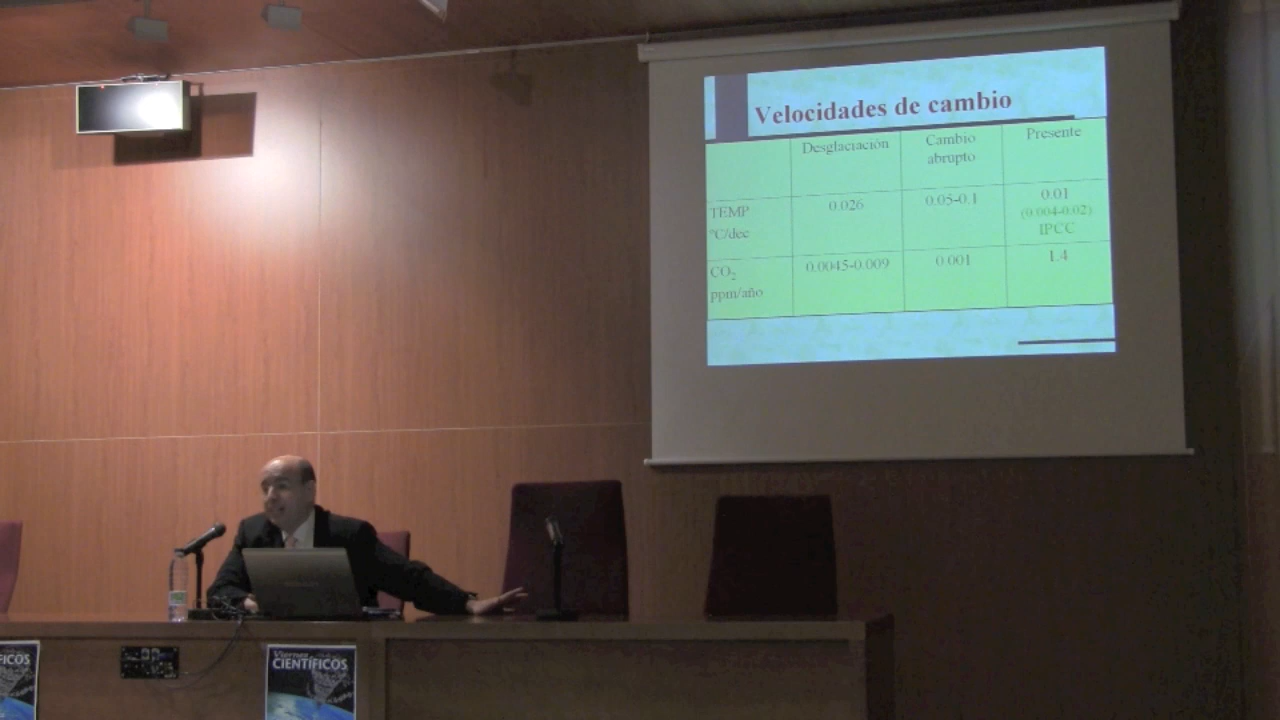 Velocidades de cambio
Desglaciación
Cambio
abrupto
Presente
TEMP
ºC/dec
0.026
0.05-0.1
0.01
(0.004-0.02)
IPCC
CO₂
ppm/año
0.0045-0.009
0.001
1.4
FICOS
Viernes
CIENTÍFICOS